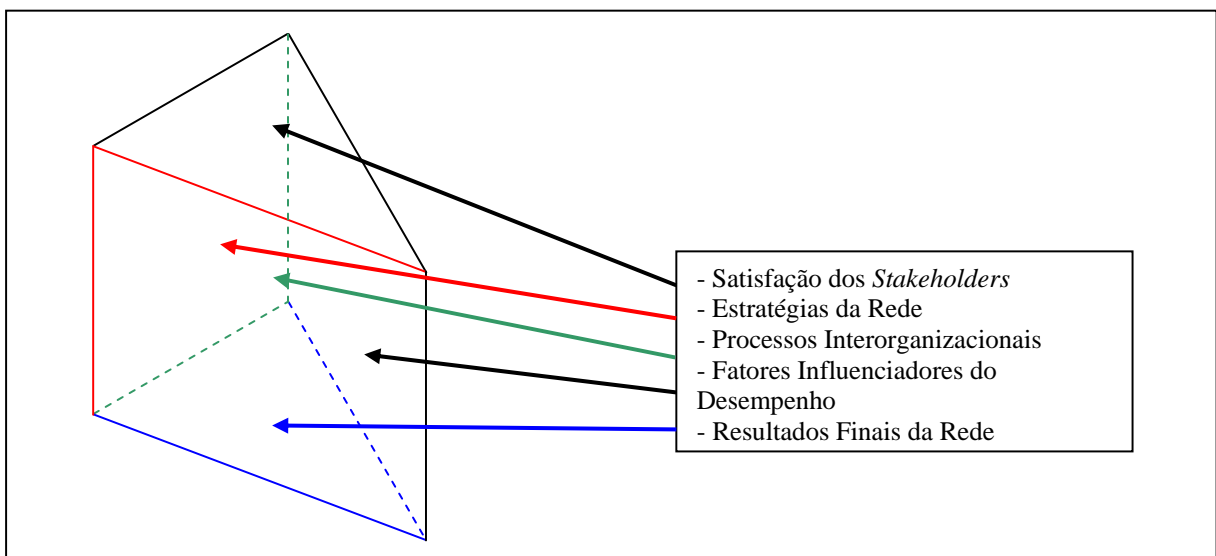 - Satisfação dos Stakeholders
- Estratégias da Rede
- Processos Interorganizacionais
- Fatores Influenciadores do
Desempenho
- Resultados Finais da Rede